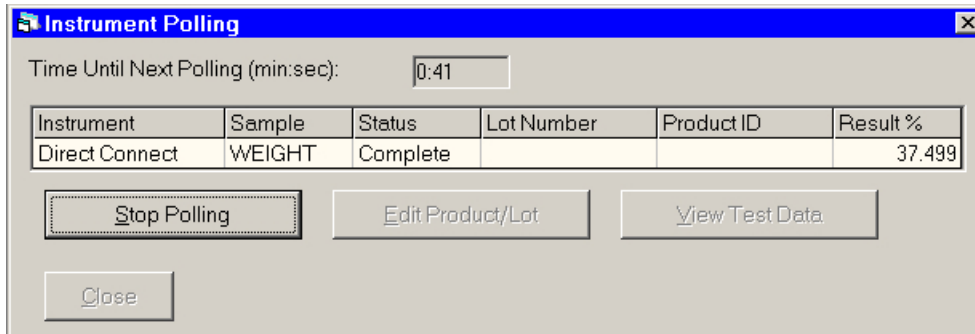 Instrument Polling
Time Until Next Polling (min:sec): 0:41
Instrument Sample Status Lot Number Product ID Result %
Direct Connect WEIGHT Complete 37.499
Stop Polling Edit Product/Lot View Test Data
Close